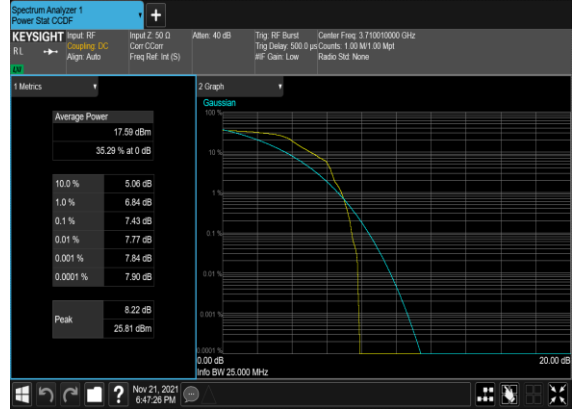 Spectrum Analyzer 1
Power Stat CCDF
+
KEYSIGHT
RL
Input: RF
Coupling: DC
Align: Auto
Input Z: 50 Ω
Corr CCorr
Freq Ref: Int (S)
Atten: 40 dB
Trig: RF Burst
Trig Delay: 500.0 µs
#IF Gain: Low
Center Freq: 3.710010000 GHz
Counts: 1.00 M/1.00 Mpt
Radio Std: None
1 Metrics
Average Power
17.59 dBm
35.29 % at 0 dB
10.0 % 5.06 dB
1.0 % 6.84 dB
0.1 % 7.43 dB
0.01 % 7.77 dB
0.001 % 7.84 dB
0.0001 % 7.90 dB
Peak
8.22 dB
25.81 dBm
2 Graph
Gaussian
100 %
10 %
1 %
0.1 %
0.01 %
0.001 %
0.0001 %
0.00 dB 20.00 dB
Info BW 25.000 MHz
?
Nov 21, 2021
6:47:26 PM